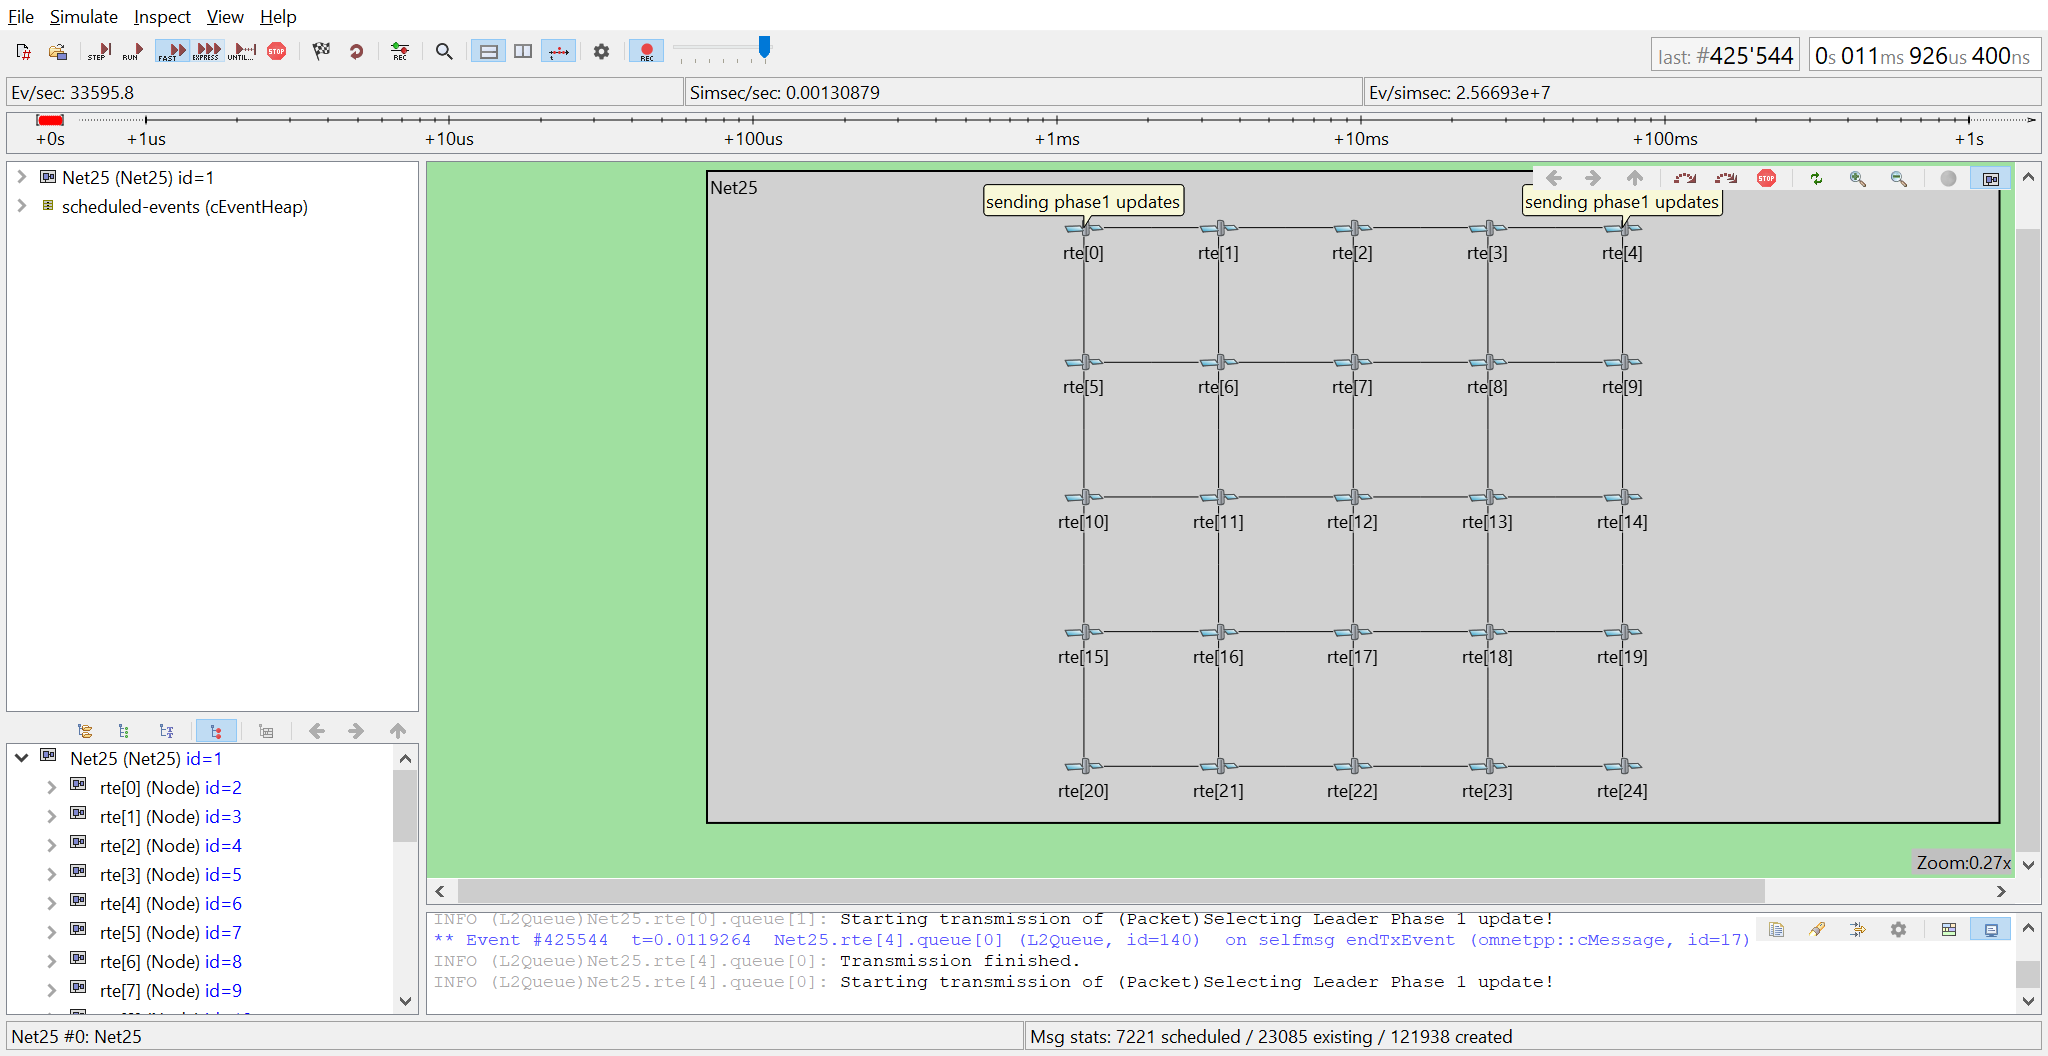 File Simulate Inspect View Help
STEP RUN FAST EXPRESS UNTIL... STOP REC REC
last: #425'544 0s 011ms 926us 400ns
Ev/sec: 33595.8 Simsec/sec: 0.00130879 Ev/simsec: 2.56693e+7
+0s +1us +10us +100us +1ms +10ms +100ms +1s
Net25 (Net25) id=1
scheduled-events (cEventHeap)
Net25
STOP
sending phase1 updates sending phase1 updates
rte[0] rte[1] rte[2] rte[3] rte[4]
rte[5] rte[6] rte[7] rte[8] rte[9]
rte[10] rte[11] rte[12] rte[13] rte[14]
rte[15] rte[16] rte[17] rte[18] rte[19]
rte[20] rte[21] rte[22] rte[23] rte[24]
Zoom:0.27x
Net25 (Net25) id=1
rte[0] (Node) id=2
rte[1] (Node) id=3
rte[2] (Node) id=4
rte[3] (Node) id=5
rte[4] (Node) id=6
rte[5] (Node) id=7
rte[6] (Node) id=8
rte[7] (Node) id=9
INFO (L2Queue)Net25.rte[0].queue[1]: Starting transmission of (Packet)Selecting Leader Phase 1 update!
** Event #425544 t=0.0119264 Net25.rte[4].queue[0] (L2Queue, id=140) on selfmsg endTxEvent (omnetpp::cMessage, id=17)
INFO (L2Queue)Net25.rte[4].queue[0]: Transmission finished.
INFO (L2Queue)Net25.rte[4].queue[0]: Starting transmission of (Packet)Selecting Leader Phase 1 update!
Net25 #0: Net25
Msg stats: 7221 scheduled / 23085 existing / 121938 created